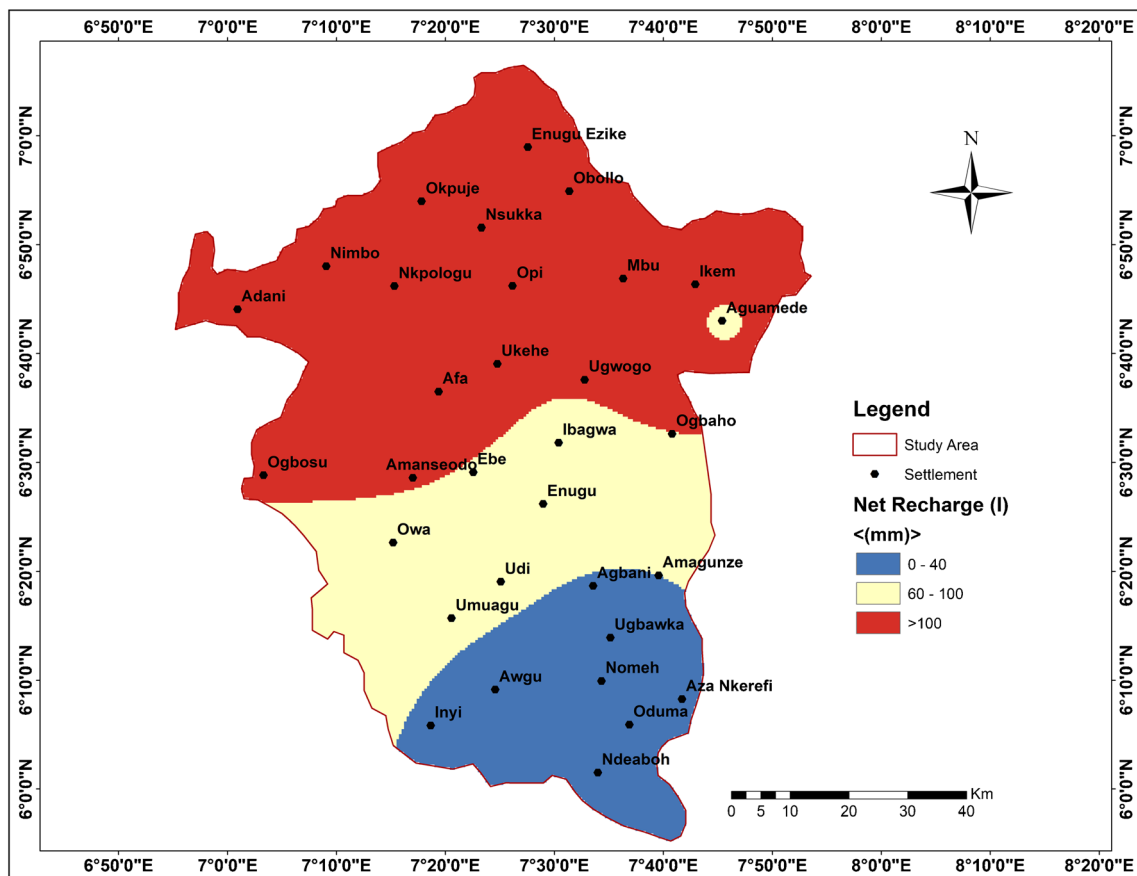 6°50'0"E 7°0'0"E 7°10'0"E 7°20'0"E 7°30'0"E 7°40'0"E 7°50'0"E 8°0'0"E 8°10'0"E 8°20'0"E
7°0'0"N
6°50'0"N
6°40'0"N
6°30'0"N
6°20'0"N
6°10'0"N
6°0'0"N
N
Enugu Ezike
Obollo
Okpuje
Nsukka
Nimbo
Nkpologu
Opi
Mbu
Ikem
Adani
Aguamede
Ukehe
Ugwogo
Afa
Ogbaho
Ibagwa
Ogbosu
Amanseodo
Ebe
Enugu
Owa
Udi
Agbani
Amagunze
Umuagu
Ugbawka
Awgu
Nomeh
Aza Nkerefi
Inyi
Oduma
Ndeaboh
Legend
Study Area
Settlement
Net Recharge (I)
<(mm)>
0 - 40
60 - 100
>100
Km
0 5 10 20 30 40
7°0'0"N
6°50'0"N
6°40'0"N
6°30'0"N
6°20'0"N
6°10'0"N
6°0'0"N
6°50'0"E 7°0'0"E 7°10'0"E 7°20'0"E 7°30'0"E 7°40'0"E 7°50'0"E 8°0'0"E 8°10'0"E 8°20'0"E